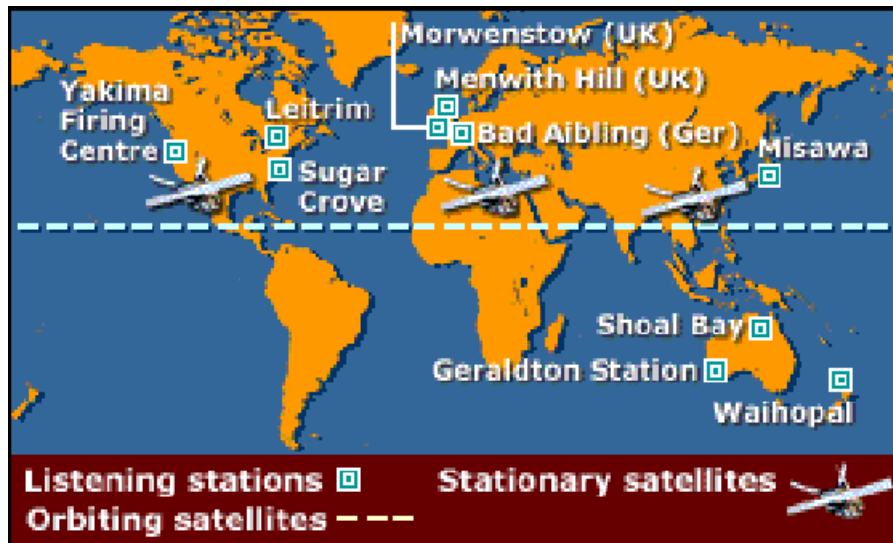 Morwenstow (UK)
Menwith Hill (UK)
Yakima
Firing
Centre
Leitrim
Bad Aibling (Ger)
Misawa
Sugar
Crove
Shoal Bay
Geraldton Station
Waihopal
Listening stations
Stationary satellites
Orbiting satellites